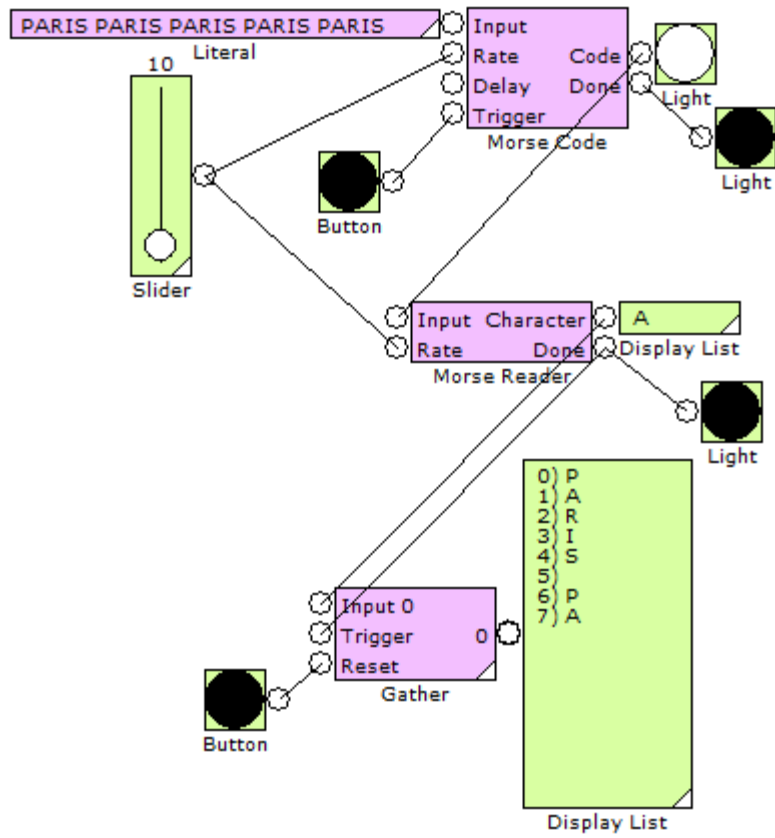 PARIS PARIS PARIS PARIS PARIS
Literal
Input
Rate Code
Delay Done
Trigger
Morse Code
Light
Light
10
Slider
Button
Input Character
Rate Done
Morse Reader
A
Display List
Light
0) P
1) A
2) R
3) I
4) S
5)
6) P
7) A
Display List
Input 0
Trigger 0
Reset
Gather
Button